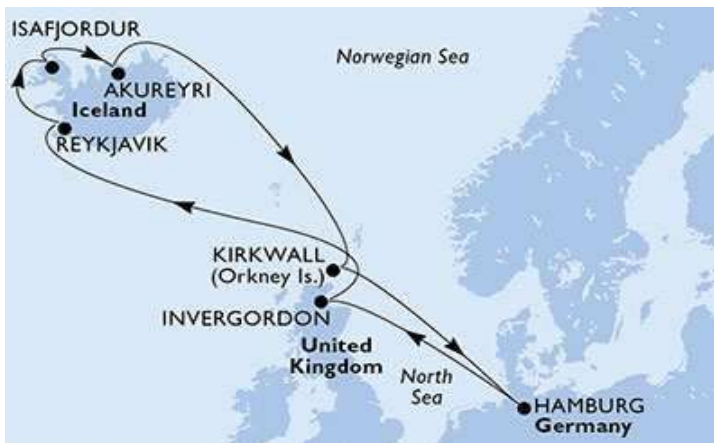 ISAFJORDUR
Norwegian Sea
AKUREYRI
Iceland
REYKJAVIK
KIRKWALL
(Orkney Is.)
INVERGORDON
United
Kingdom
North
Sea
HAMBURG
Germany